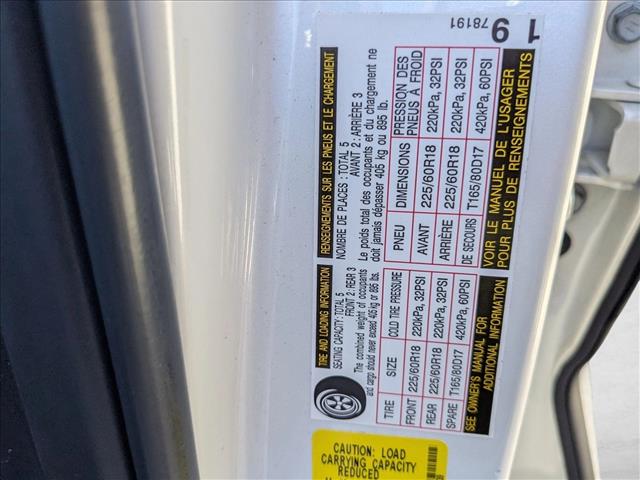 TIRE AND LOADING INFORMATION
SEATING CAPACITY: TOTAL 5
FRONT 2 : REAR 3
The combined weight of occupants
and cargo should never exceed 405 kg or 895 lbs.
TIRE SIZE COLD TIRE PRESSURE
FRONT 225/60R18 220kPa, 32PSI
REAR 225/60R18 220kPa, 32PSI
SPARE T165/80D17 420kPa, 60PSI
SEE OWNER'S MANUAL FOR
ADDITIONAL INFORMATION
RENSEIGNEMENTS SUR LES PNEUS ET LE CHARGEMENT
NOMBRE DE PLACES : TOTAL 5
AVANT 2 : ARRIÈRE 3
Le poids total des occupants et du chargement ne
doit jamais dépasser 405 kg ou 895 lb.
PNEU DIMENSIONS PRESSION DES
PNEUS À FROID
AVANT 225/60R18 220kPa, 32PSI
ARRIÈRE 225/60R18 220kPa, 32PSI
DE SECOURS T165/80D17 420kPa, 60PSI
VOIR LE MANUEL DE L'USAGER
POUR PLUS DE RENSEIGNEMENTS
78191
1 9
CAUTION: LOAD
CARRYING CAPACITY
REDUCED